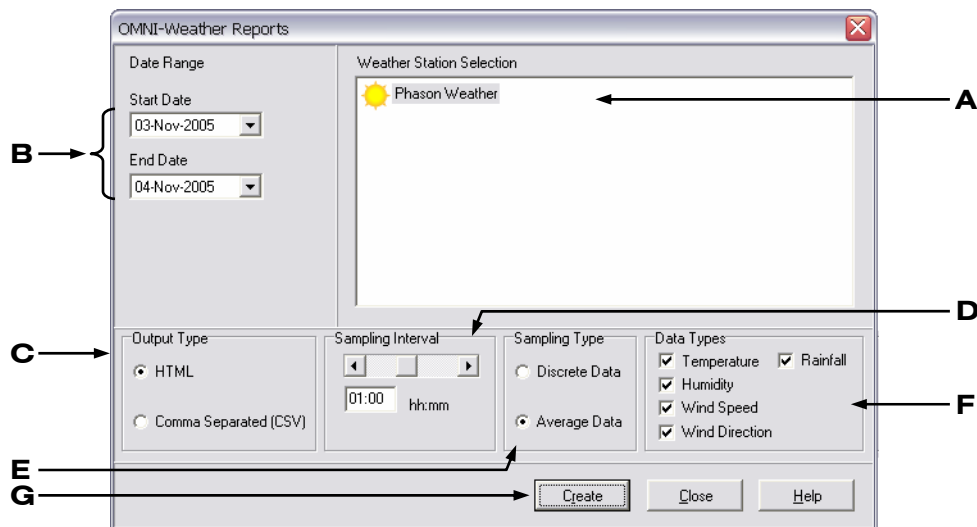 OMNI-Weather Reports
Date Range
Weather Station Selection
Phason Weather
A
Start Date
03-Nov-2005
B
End Date
04-Nov-2005
D
C
Output Type
HTML
Comma Separated (CSV)
Sampling Interval
01:00 hh:mm
Sampling Type
Discrete Data
Average Data
Data Types
Temperature Rainfall
Humidity
Wind Speed
Wind Direction
F
E
G
Create Close Help